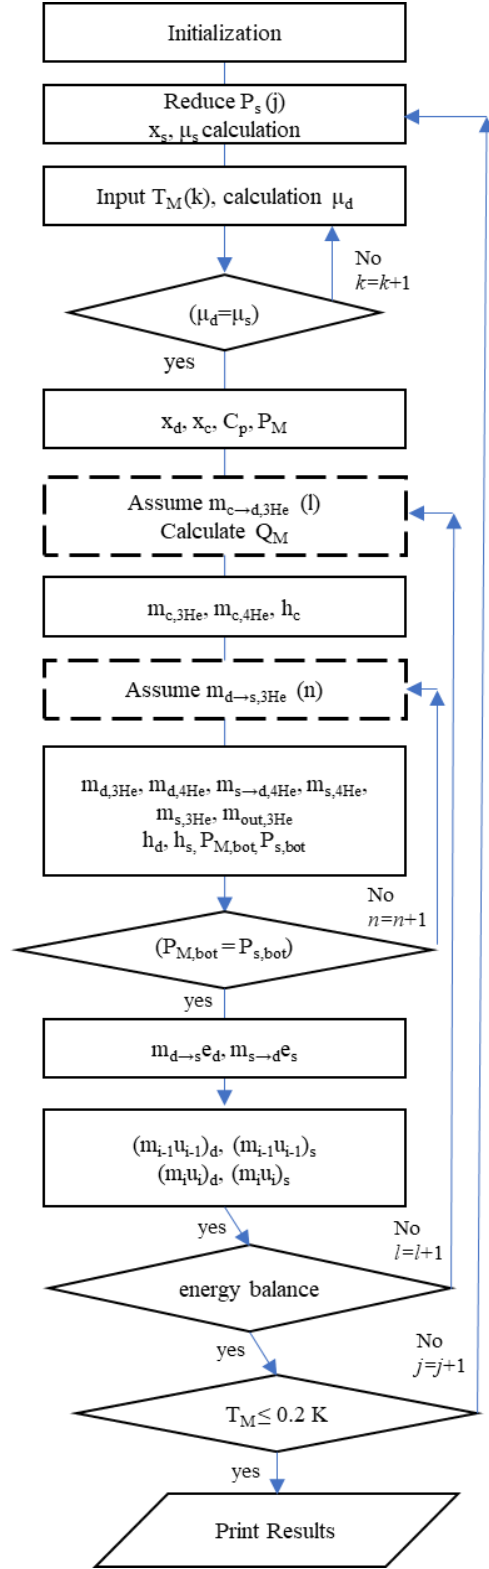 Initialization
Reduce Pₛ (j)
xₛ, μₛ calculation
Input T_M (k), calculation μ_d
No
k=k+1
(μ_d=μₛ)
yes
x_d, x_c, C_p, P_M
Assume m_c→d,3He (l)
Calculate Q_M
m_c,3He, m_c,4He, h_c
Assume m_d→s,3He (n)
m_d,3He, m_d,4He, m_s→d,4He, m_s,4He,
m_s,3He, m_out,3He
h_d, h_s, P_M,bot, P_s,bot
No
n=n+1
(P_M,bot = P_s,bot)
yes
m_d→s e_d, m_s→d e_s
(m_i-1 u_i-1)_d, (m_i-1 u_i-1)_s
(m_i u_i)_d, (m_i u_i)_s
yes
No
l=l+1
energy balance
yes
No
j=j+1
T_M ≤ 0.2 K
yes
Print Results